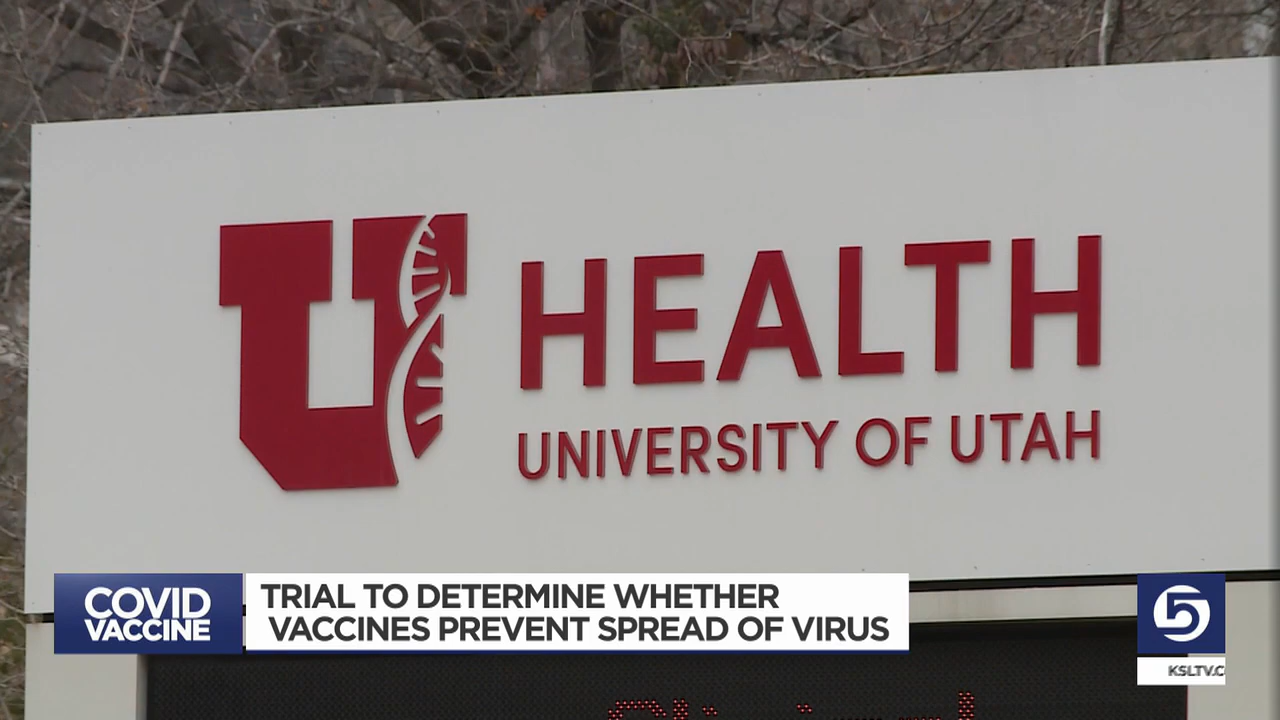 U HEALTH
UNIVERSITY OF UTAH
COVID
VACCINE
TRIAL TO DETERMINE WHETHER
VACCINES PREVENT SPREAD OF VIRUS
5
KSLTV.C